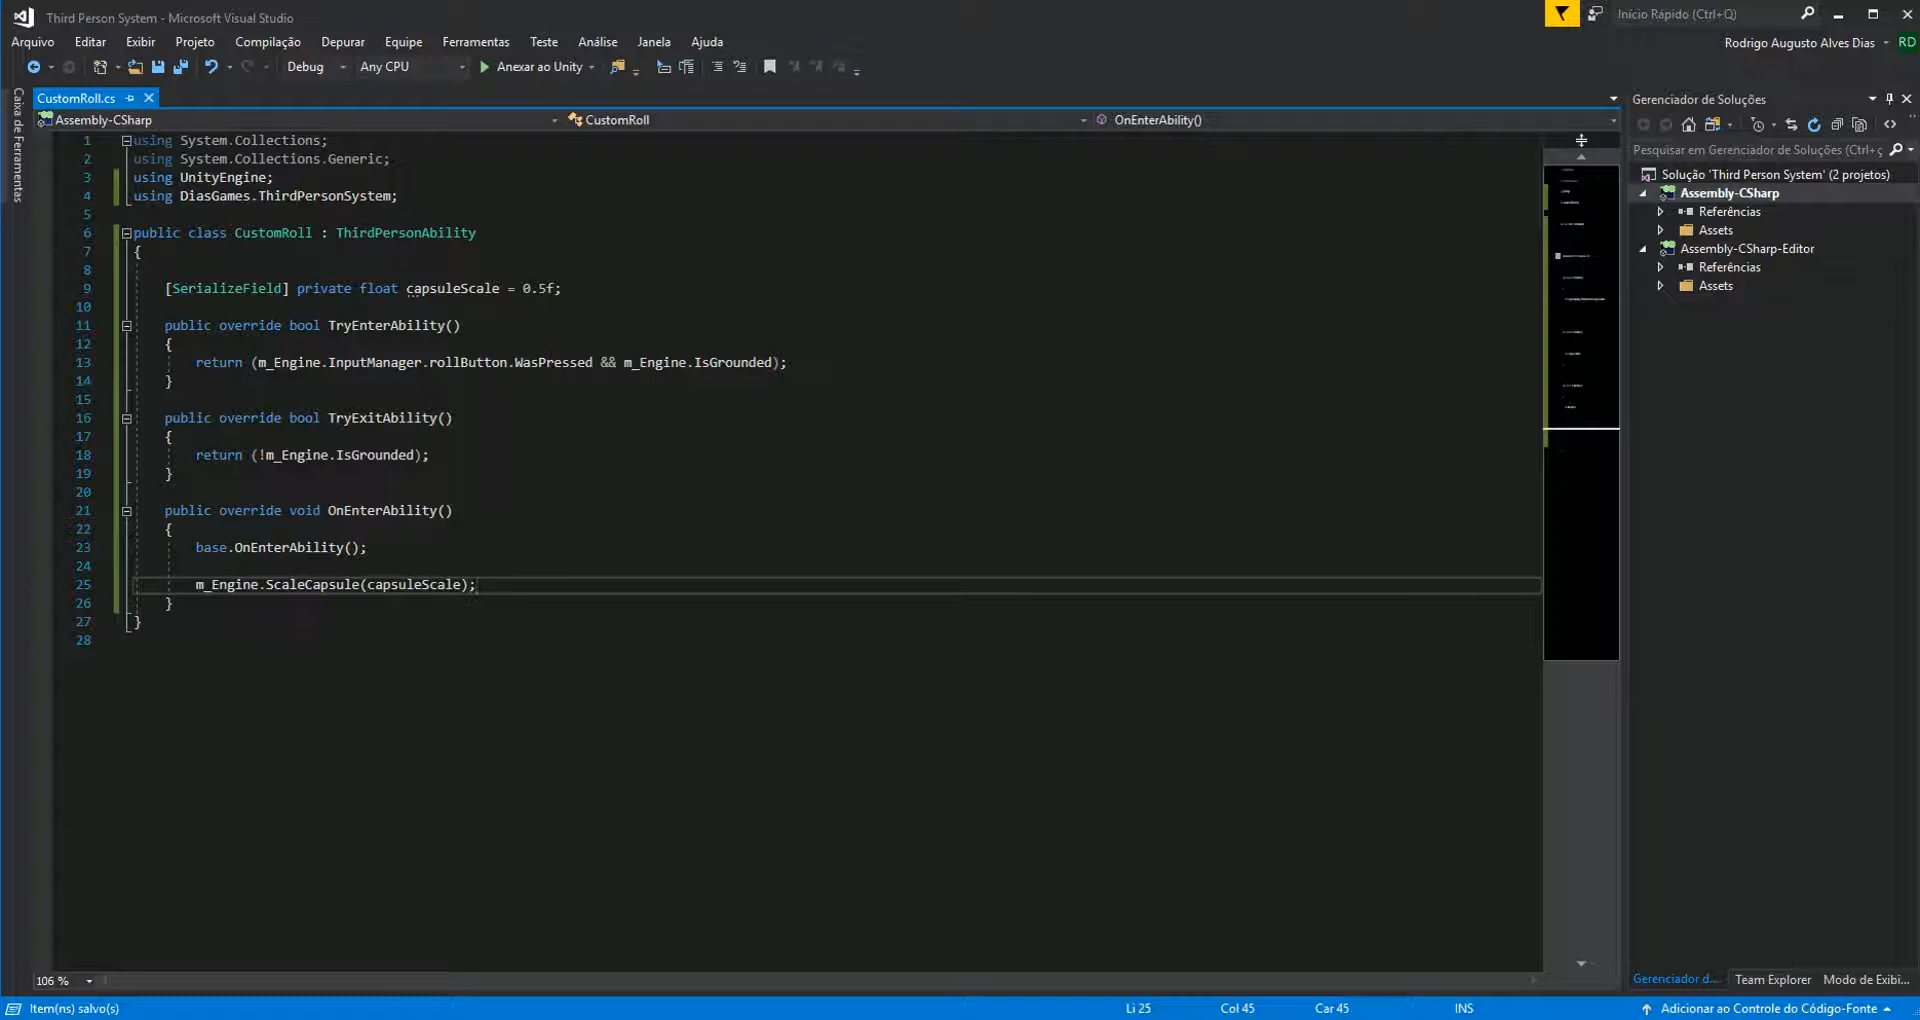 Third Person System - Microsoft Visual Studio
Início Rápido (Ctrl+Q)
Arquivo Editar Exibir Projeto Compilação Depurar Equipe Ferramentas Teste Análise Janela Ajuda
Rodrigo Augusto Alves Dias RD
Debug Any CPU Anexar ao Unity
Caixa de Ferramentas
CustomRoll.cs
Assembly-CSharp CustomRoll OnEnterAbility()
1 using System.Collections;
2 using System.Collections.Generic;
3 using UnityEngine;
4 using DiasGames.ThirdPersonSystem;
5
6 public class CustomRoll : ThirdPersonAbility
7 {
8
9 [SerializeField] private float capsuleScale = 0.5f;
10
11 public override bool TryEnterAbility()
12 {
13 return (m_Engine.InputManager.rollButton.WasPressed && m_Engine.IsGrounded);
14 }
15
16 public override bool TryExitAbility()
17 {
18 return (!m_Engine.IsGrounded);
19 }
20
21 public override void OnEnterAbility()
22 {
23 base.OnEnterAbility();
24
25 m_Engine.ScaleCapsule(capsuleScale);
26 }
27 }
28
Gerenciador de Soluções
Pesquisar em Gerenciador de Soluções (Ctrl+ç
Solução 'Third Person System' (2 projetos)
Assembly-CSharp
Referências
Assets
Assembly-CSharp-Editor
Referências
Assets
106 %
Gerenciador d... Team Explorer Modo de Exibi...
Item(ns) salvo(s) Li 25 Col 45 Car 45 INS Adicionar ao Controle do Código-Fonte